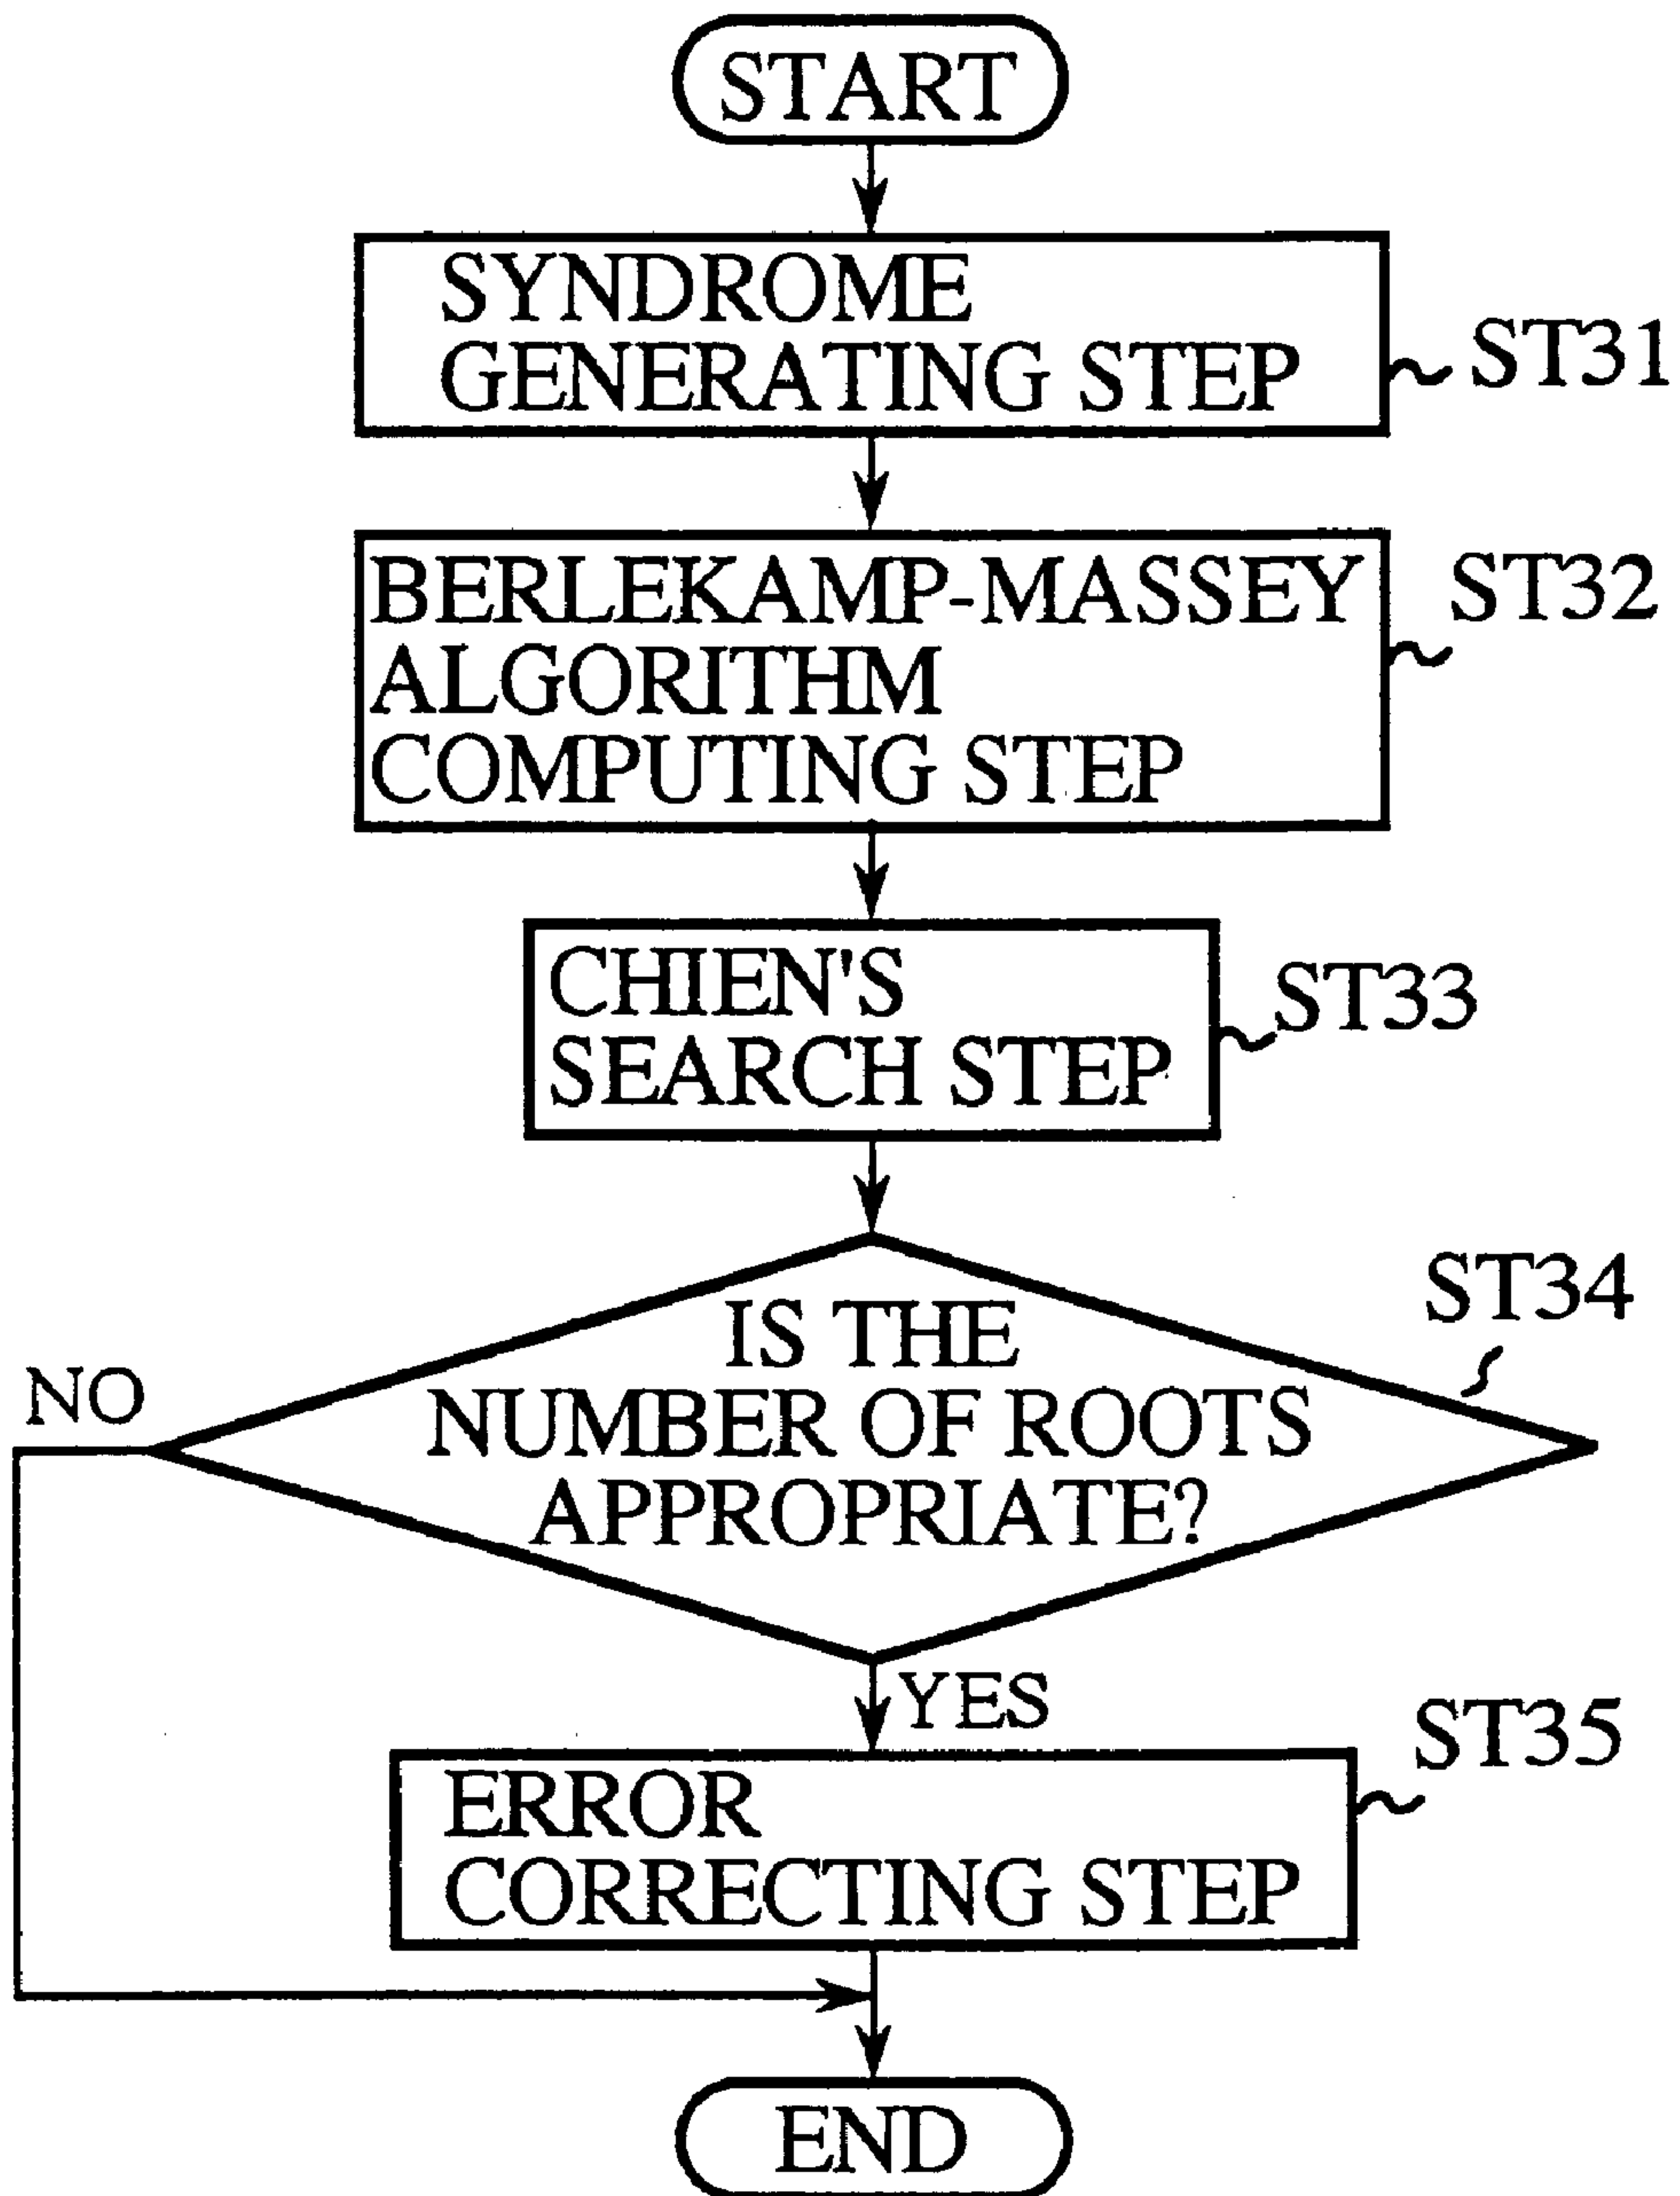 START
SYNDROME
GENERATING STEP
ST31
BERLEKAMP-MASSEY
ALGORITHM
COMPUTING STEP
ST32
CHIEN'S
SEARCH STEP
ST33
IS THE
NUMBER OF ROOTS
APPROPRIATE?
ST34
NO
YES
ERROR
CORRECTING STEP
ST35
END